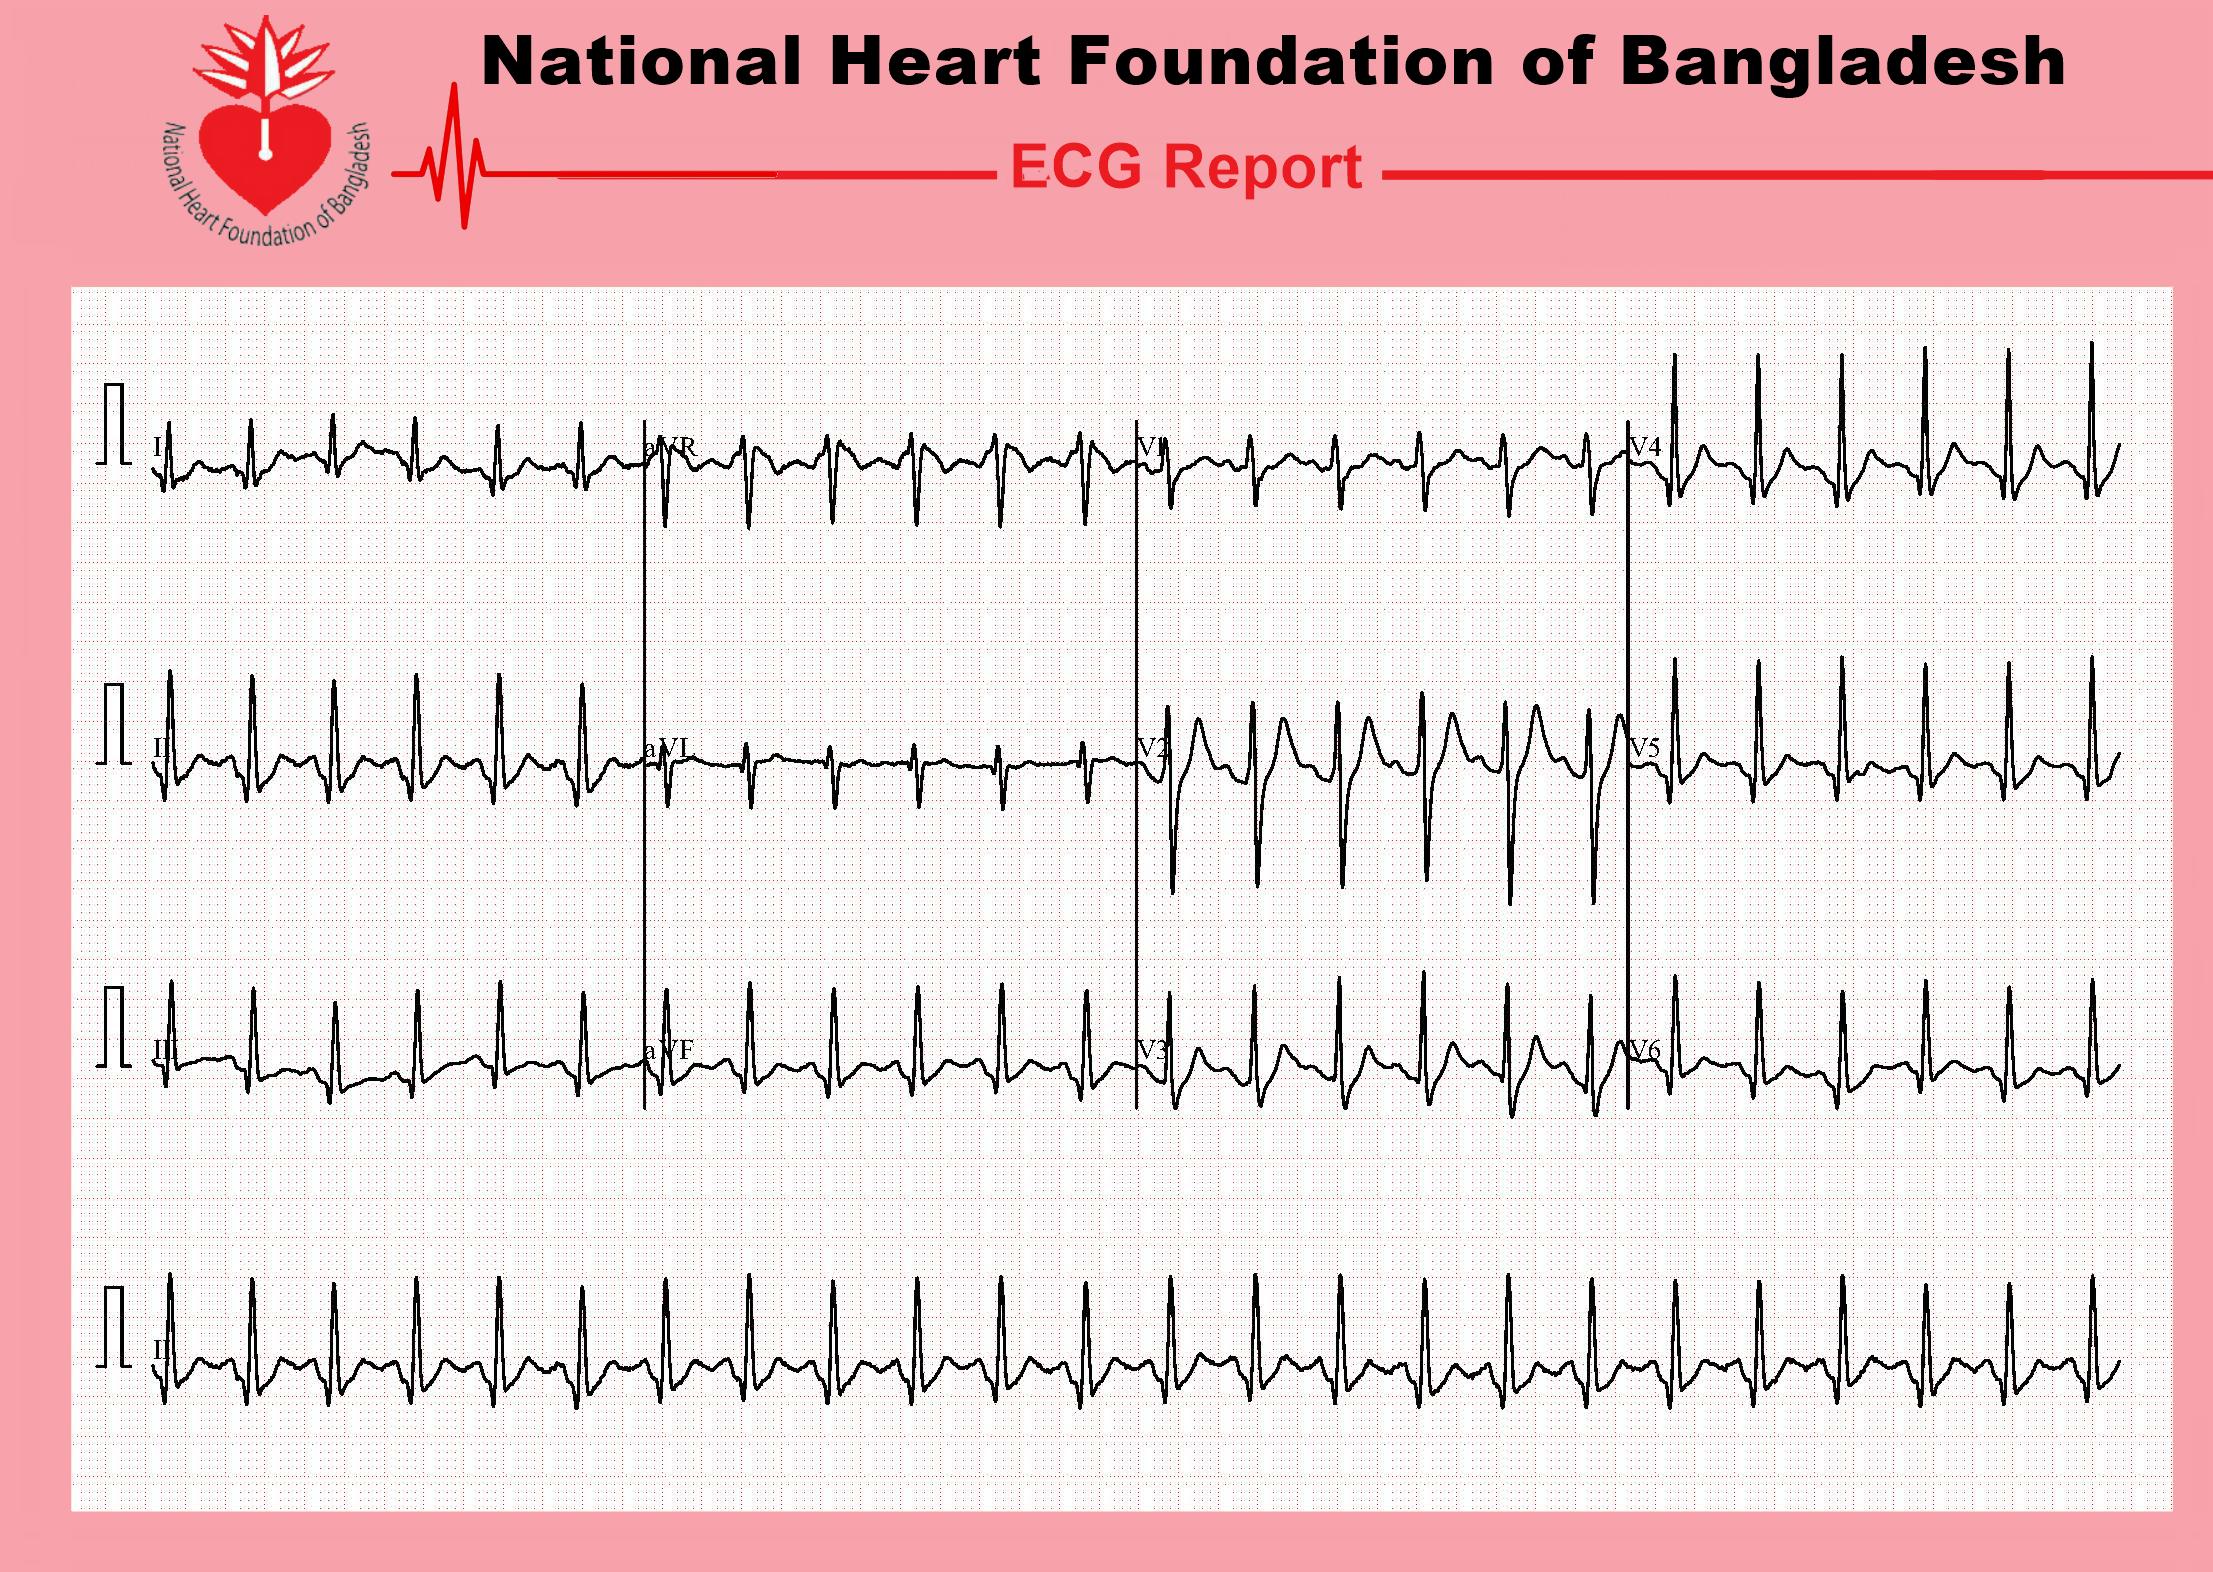 National Heart Foundation of Bangladesh
National Heart Foundation of Bangladesh
ECG Report
I aVR V1 V4
II aVL V2 V5
III aVF V3 V6
II